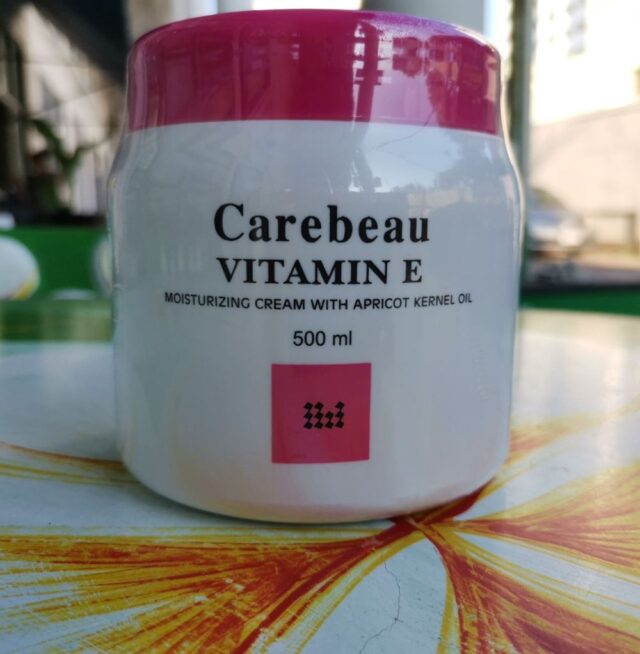 Carebeau
VITAMIN E
MOISTURIZING CREAM WITH APRICOT KERNEL OIL
500 ml